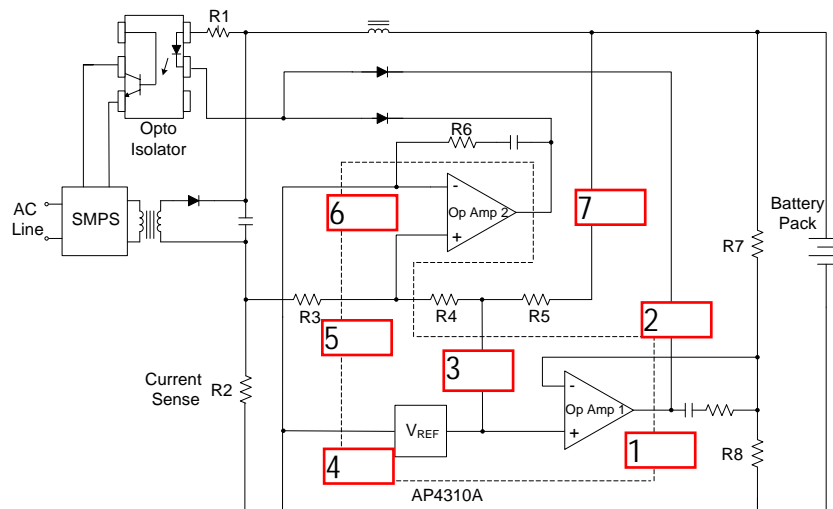 R1
Opto
Isolator
R6
AC
Line
SMPS
-
Op Amp 2
+
6
7
Battery
Pack
R7
R3
R4
R5
5
2
3
Current
Sense
R2
-
Op Amp 1
+
VREF
4
1
R8
AP4310A